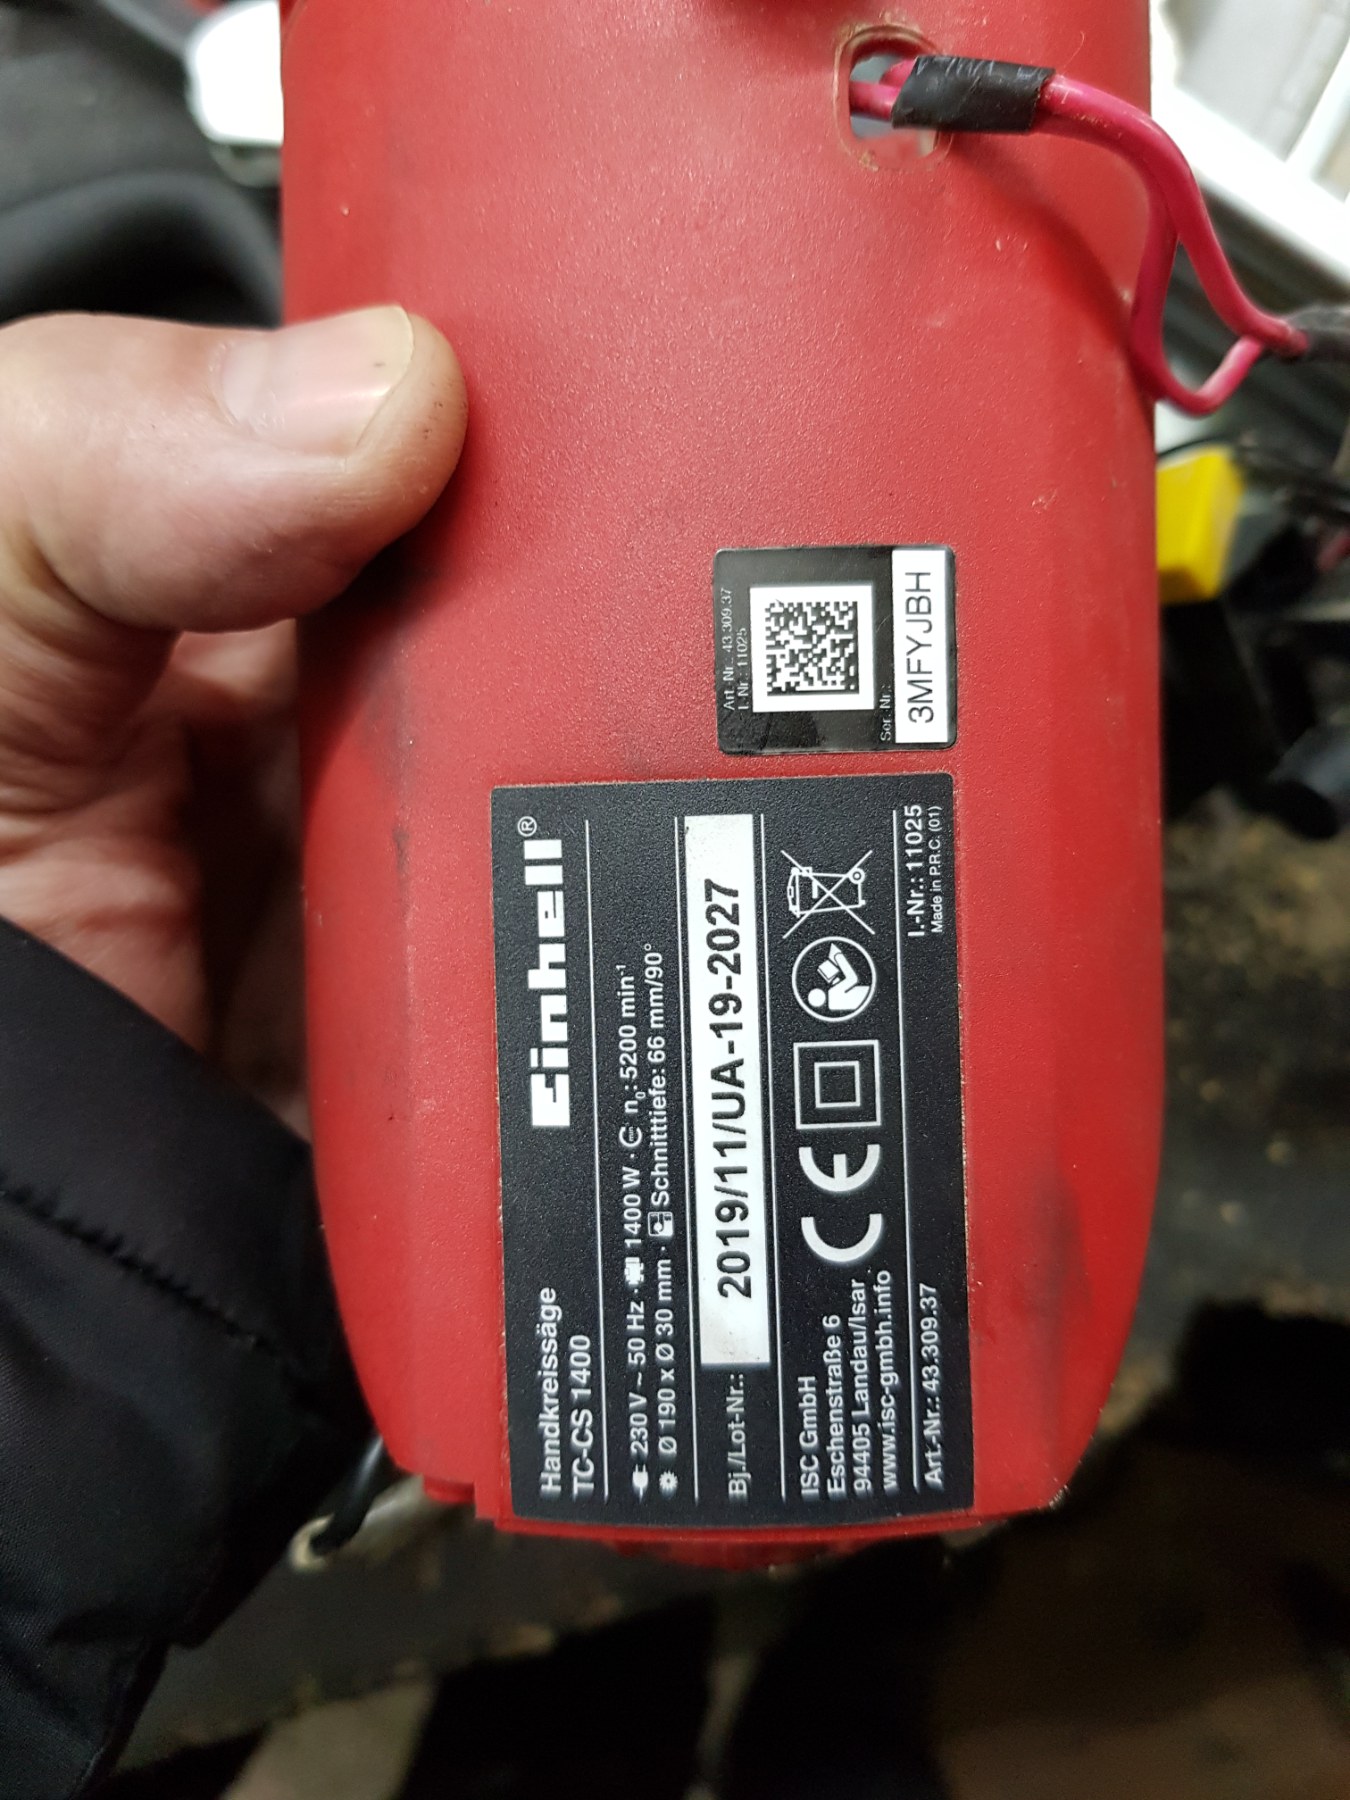 Art.-Nr.: 43.309.37
I.-Nr.: 11025
Ser.-Nr.:
3MFYJBH
Einhell®
Handkreissäge
TC-CS 1400
230 V ~ 50 Hz · 1400 W · n₀: 5200 min⁻¹
Ø 190 x Ø 30 mm · Schnitttiefe: 66 mm/90°
Bj./Lot-Nr.: 2019/11/UA-19-2027
ISC GmbH
Eschenstraße 6
94405 Landau/Isar
www.isc-gmbh.info
CE
Art.-Nr.: 43.309.37
I.-Nr.: 11025
Made in P.R.C. (01)